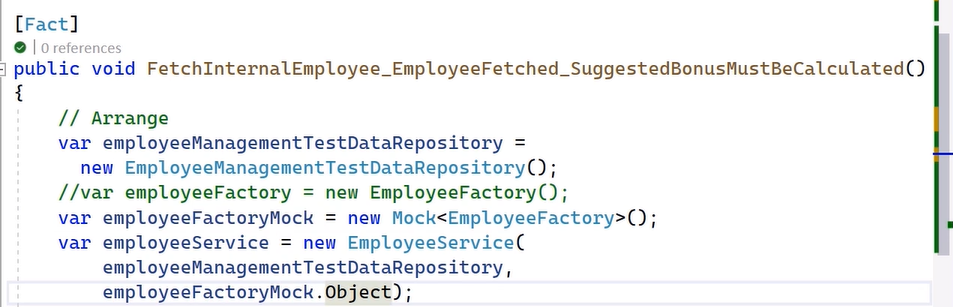 [Fact]
| 0 references
public void FetchInternalEmployee_EmployeeFetched_SuggestedBonusMustBeCalculated()
{
// Arrange
var employeeManagementTestDataRepository =
new EmployeeManagementTestDataRepository();
//var employeeFactory = new EmployeeFactory();
var employeeFactoryMock = new Mock<EmployeeFactory>();
var employeeService = new EmployeeService(
employeeManagementTestDataRepository,
employeeFactoryMock.Object);